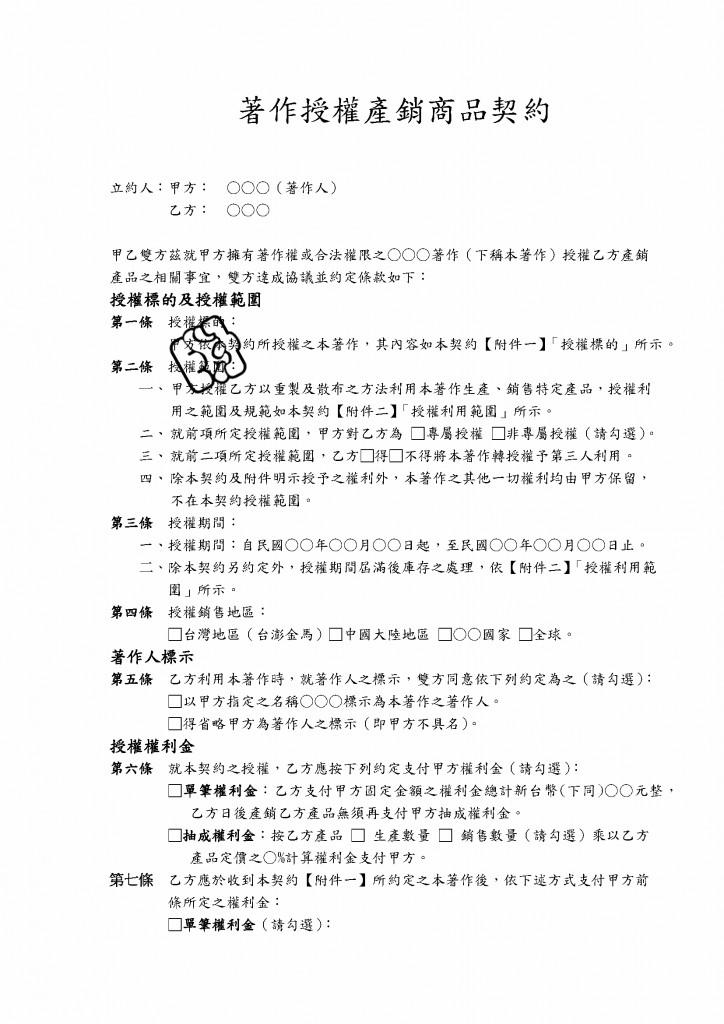 著作授權產銷商品契約
立約人：甲方： ○○○（著作人）
乙方： ○○○
甲乙雙方茲就甲方擁有著作權或合法權限之○○○著作（下稱本著作）授權乙方產銷
產品之相關事宜，雙方達成協議並約定條款如下：
授權標的及授權範圍
第一條 授權標的：
甲方依本契約所授權之本著作，其內容如本契約【附件一】「授權標的」所示。
第二條 授權範圍：
一、甲方授權乙方以重製及散布之方法利用本著作生產、銷售特定產品，授權利
用之範圍及規範如本契約【附件二】「授權利用範圍」所示。
二、就前項所定授權範圍，甲方對乙方為 □專屬授權 □非專屬授權（請勾選）。
三、就前二項所定授權範圍，乙方□得□不得將本著作轉授權予第三人利用。
四、除本契約及附件明示授予之權利外，本著作之其他一切權利均由甲方保留，
不在本契約授權範圍。
第三條 授權期間：
一、授權期間：自民國○○年○○月○○日起，至民國○○年○○月○○日止。
二、除本契約另約定外，授權期間屆滿後庫存之處理，依【附件二】「授權利用範
圍」所示。
第四條 授權銷售地區：
□台灣地區（台澎金馬）□中國大陸地區 □○○國家 □全球。
著作人標示
第五條 乙方利用本著作時，就著作人之標示，雙方同意依下列約定為之（請勾選）：
□以甲方指定之名稱○○○標示為本著作之著作人。
□得省略甲方為著作人之標示（即甲方不具名）。
授權權利金
第六條 就本契約之授權，乙方應按下列約定支付甲方權利金（請勾選）：
□單筆權利金：乙方支付甲方固定金額之權利金總計新台幣(下同)○○元整，
乙方日後產銷乙方產品無須再支付甲方抽成權利金。
□抽成權利金：按乙方產品 □ 生產數量 □ 銷售數量（請勾選）乘以乙方
產品定價之○%計算權利金支付甲方。
第七條 乙方應於收到本契約【附件一】所約定之本著作後，依下述方式支付甲方前
條所定之權利金：
□單筆權利金（請勾選）：